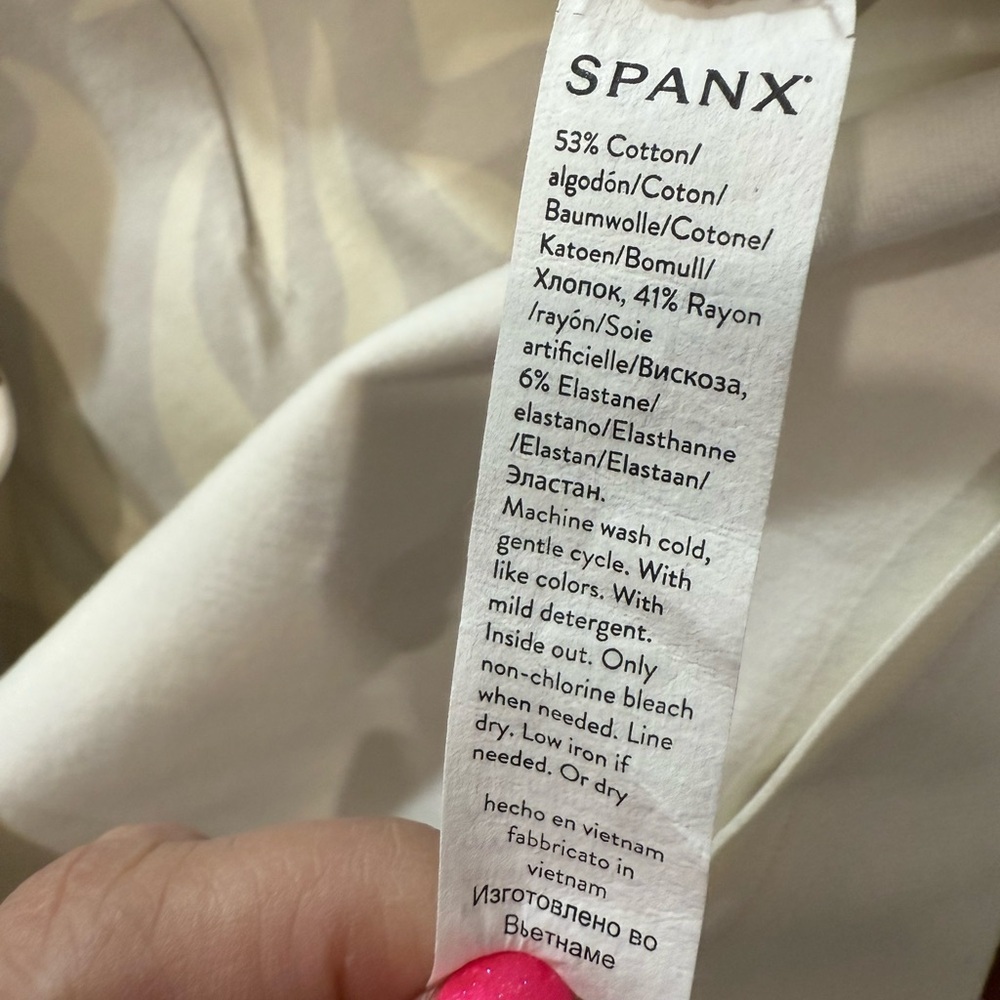 SPANX
53% Cotton/
algodón/Coton/
Baumwolle/Cotone/
Katoen/Bomull/
Хлопок, 41% Rayon
/rayón/Soie
artificielle/Вискоза,
6% Elastane/
elastano/Elasthanne
/Elastan/Elastaan/
Эластан.
Machine wash cold,
gentle cycle. With
like colors. With
mild detergent.
Inside out. Only
non-chlorine bleach
when needed. Line
dry. Low iron if
needed. Or dry
hecho en vietnam
fabbricato in
vietnam
Изготовлено во
Вьетнаме